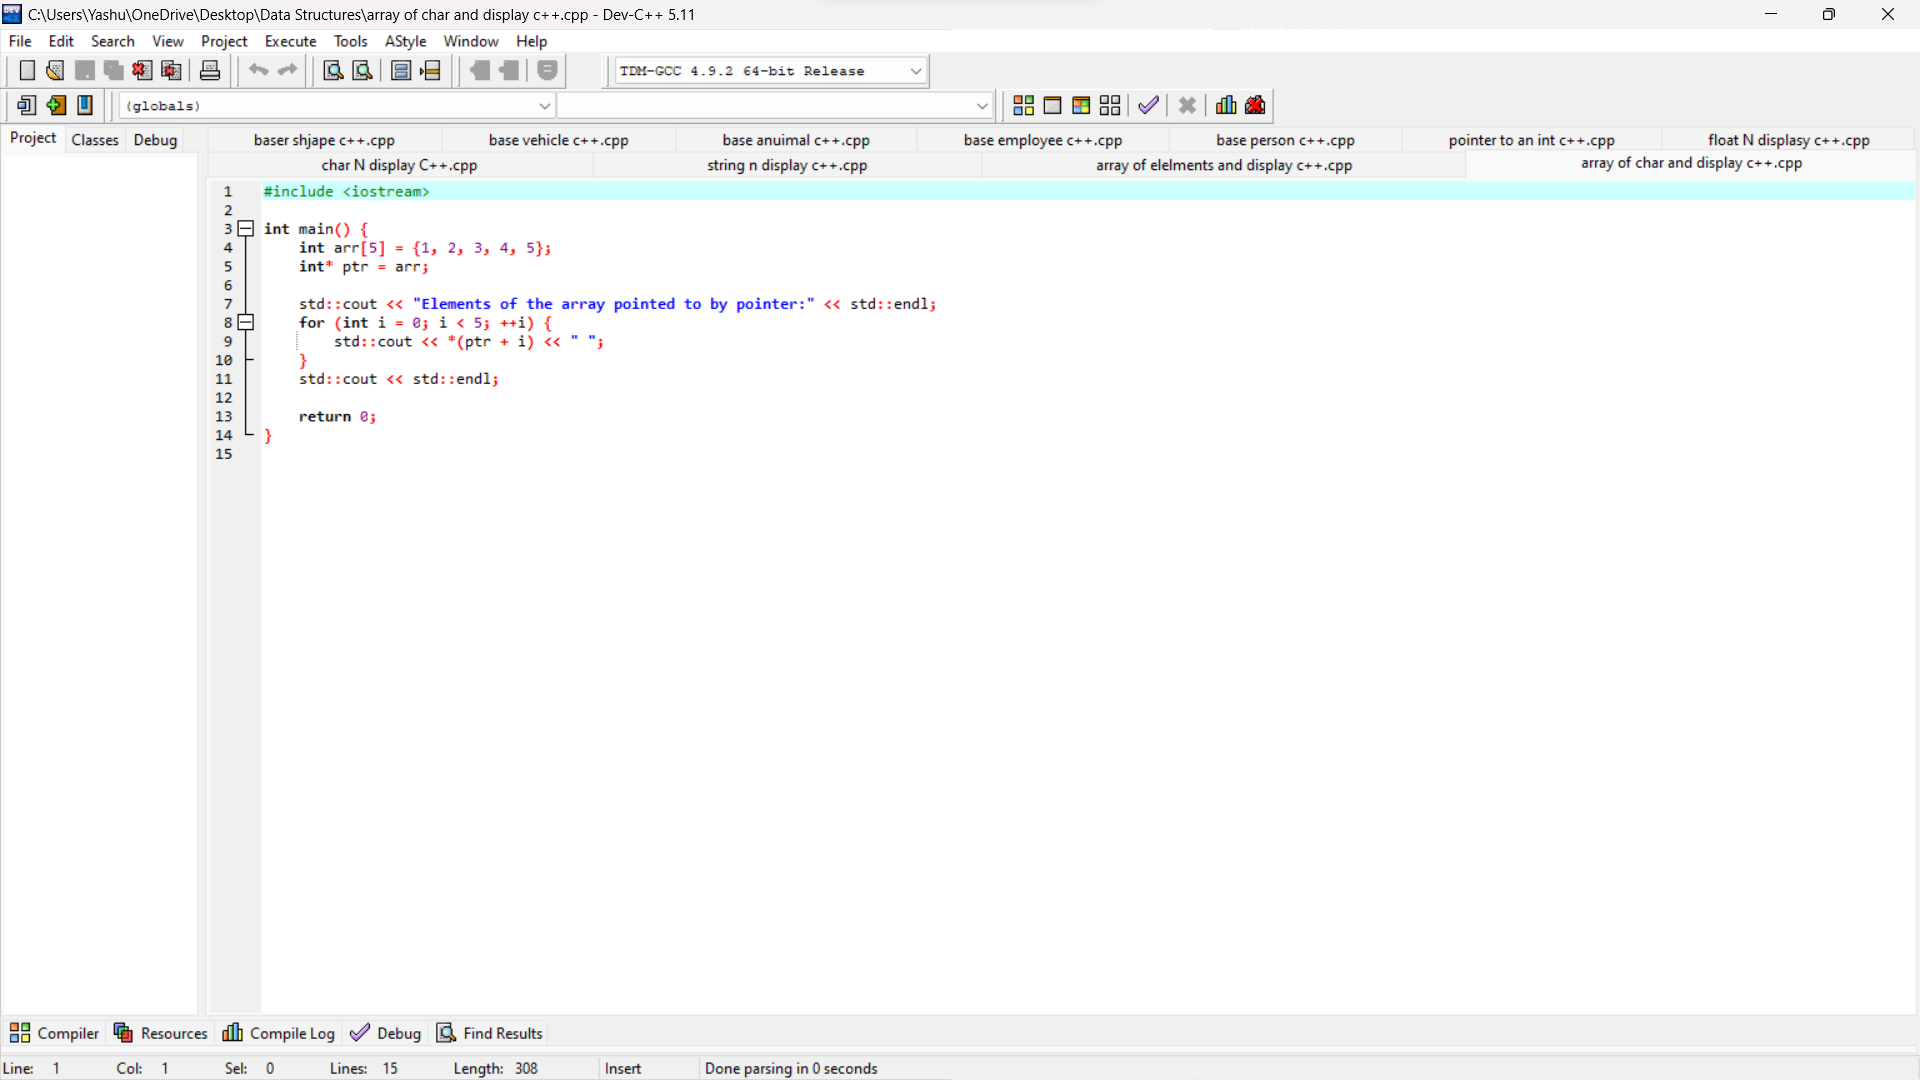 C:\Users\Yashu\OneDrive\Desktop\Data Structures\array of char and display c++.cpp - Dev-C++ 5.11
File Edit Search View Project Execute Tools AStyle Window Help
TDM-GCC 4.9.2 64-bit Release
(globals)
Project Classes Debug
baser shjape c++.cpp base vehicle c++.cpp base anuimal c++.cpp base employee c++.cpp base person c++.cpp pointer to an int c++.cpp float N displasy c++.cpp
char N display C++.cpp string n display c++.cpp array of elelments and display c++.cpp array of char and display c++.cpp
1 #include <iostream>
2
3 int main() {
4 int arr[5] = {1, 2, 3, 4, 5};
5 int* ptr = arr;
6
7 std::cout << "Elements of the array pointed to by pointer:" << std::endl;
8 for (int i = 0; i < 5; ++i) {
9 std::cout << *(ptr + i) << " ";
10 }
11 std::cout << std::endl;
12
13 return 0;
14 }
15
Compiler Resources Compile Log Debug Find Results
Line: 1 Col: 1 Sel: 0 Lines: 15 Length: 308 Insert Done parsing in 0 seconds